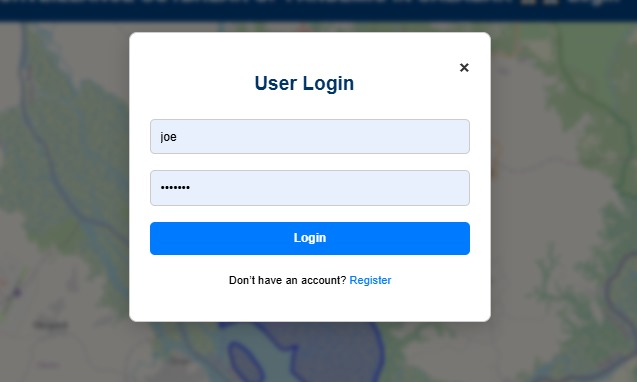 ×
User Login
joe
•••••••
Login
Don't have an account? Register